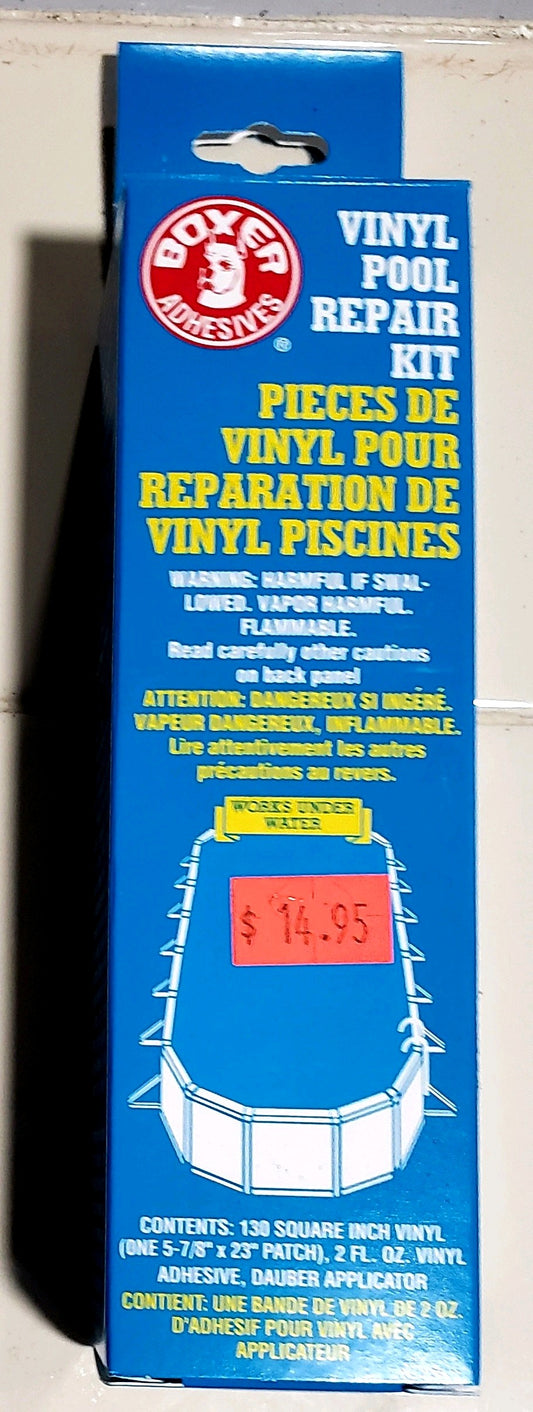 BOXER
ADHESIVES
®
VINYL
POOL
REPAIR
KIT
PIECES DE
VINYL POUR
REPARATION DE
VINYL PISCINES
WARNING: HARMFUL IF SWAL-
LOWED. VAPOR HARMFUL.
FLAMMABLE.
Read carefully other cautions
on back panel
ATTENTION: DANGEREUX SI INGÉRÉ.
VAPEUR DANGEREUX, INFLAMMABLE.
Lire attentivement les autres
précautions au revers.
WORKS UNDER
WATER
$ 14.95
CONTENTS: 130 SQUARE INCH VINYL
(ONE 5-7/8" x 23" PATCH), 2 FL. OZ. VINYL
ADHESIVE, DAUBER APPLICATOR
CONTIENT: UNE BANDE DE VINYL DE 2 OZ.
D'ADHESIF POUR VINYL AVEC
APPLICATEUR